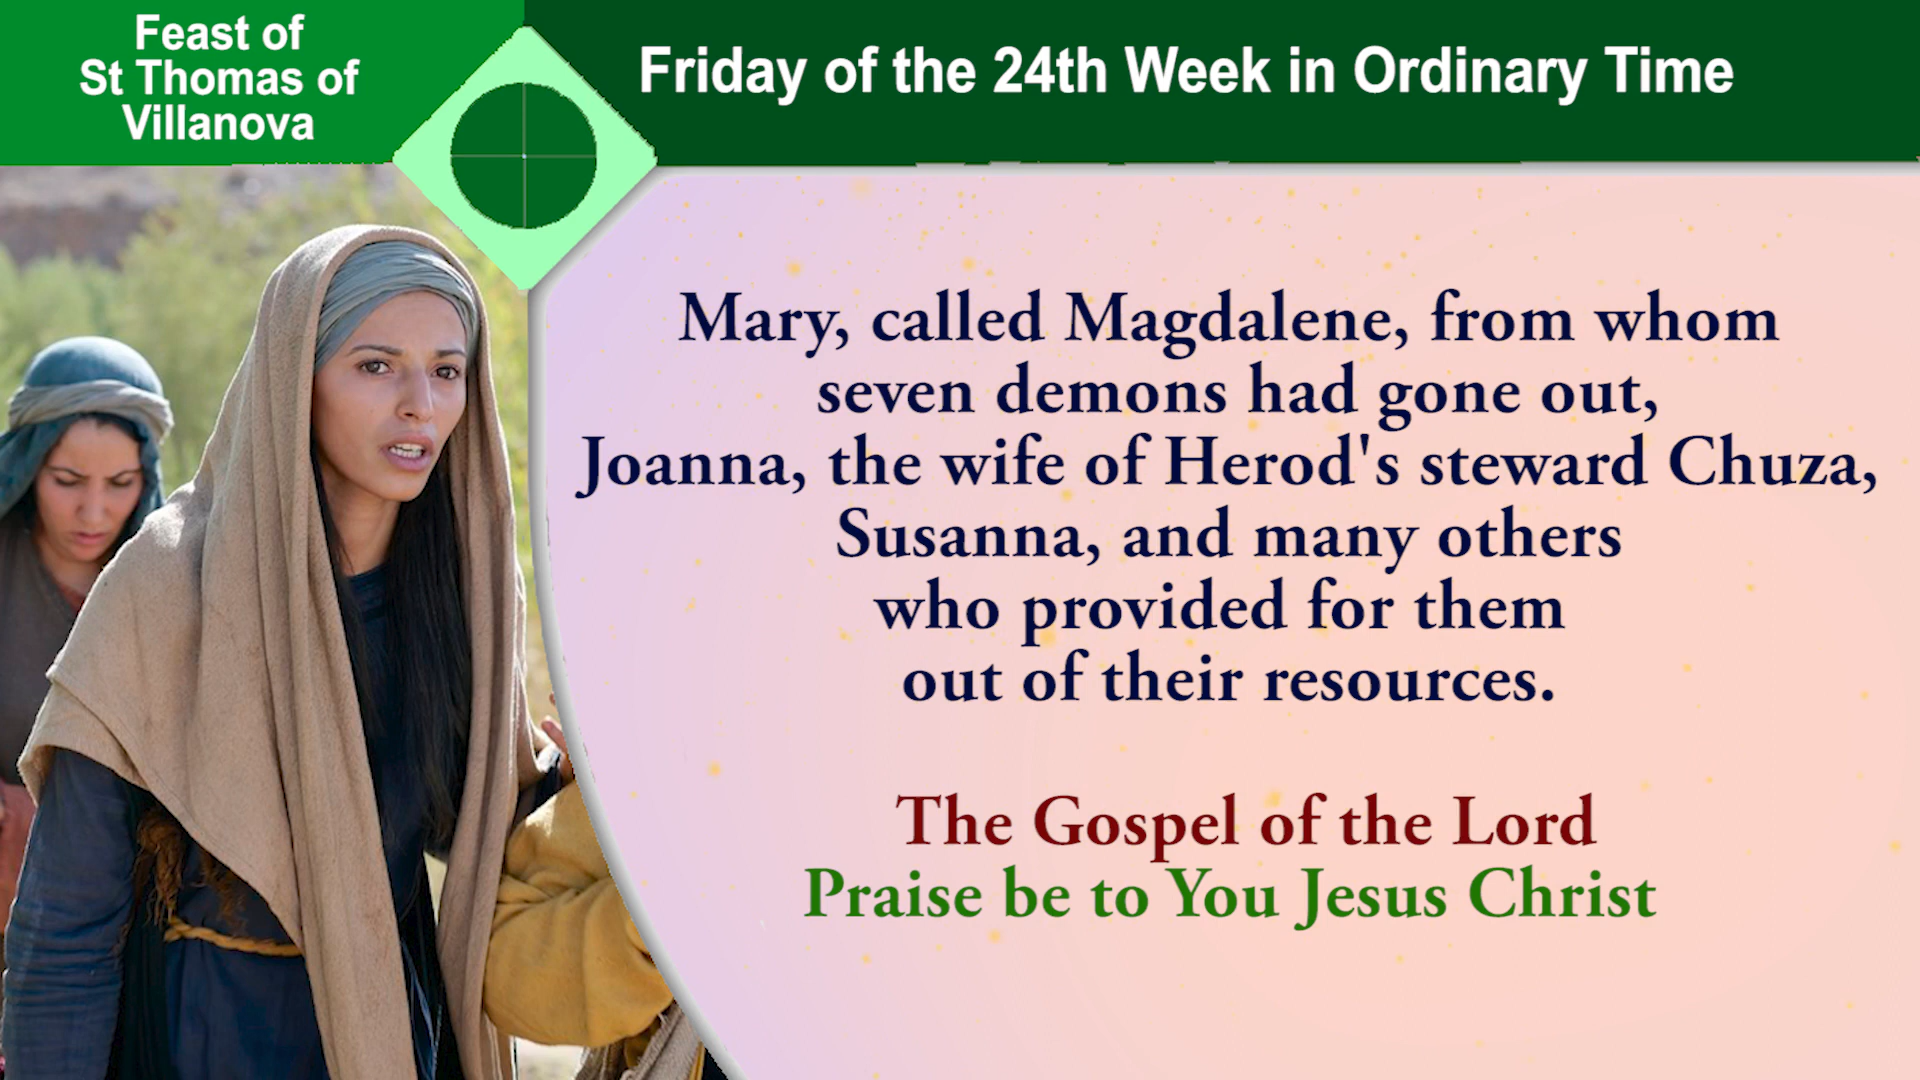 Feast of
St Thomas of
Villanova
Friday of the 24th Week in Ordinary Time
Mary, called Magdalene, from whom
seven demons had gone out,
Joanna, the wife of Herod's steward Chuza,
Susanna, and many others
who provided for them
out of their resources.
The Gospel of the Lord
Praise be to You Jesus Christ